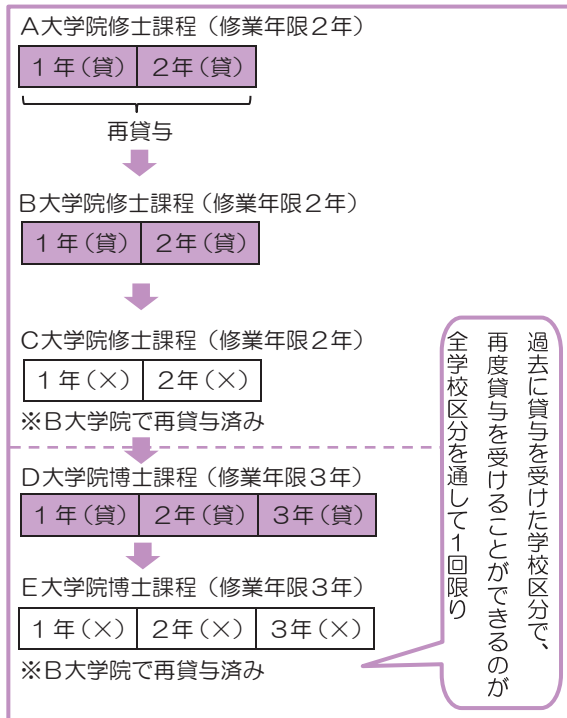 A大学院修士課程（修業年限２年）
１年（貸） ２年（貸）
再貸与
B大学院修士課程（修業年限２年）
１年（貸） ２年（貸）
C大学院修士課程（修業年限２年）
１年（×） ２年（×）
※B大学院で再貸与済み
D大学院博士課程（修業年限３年）
１年（貸） ２年（貸） ３年（貸）
E大学院博士課程（修業年限３年）
１年（×） ２年（×） ３年（×）
※B大学院で再貸与済み
過去に貸与を受けた学校区分で、
再度貸与を受けることができるのが
全学校区分を通して１回限り